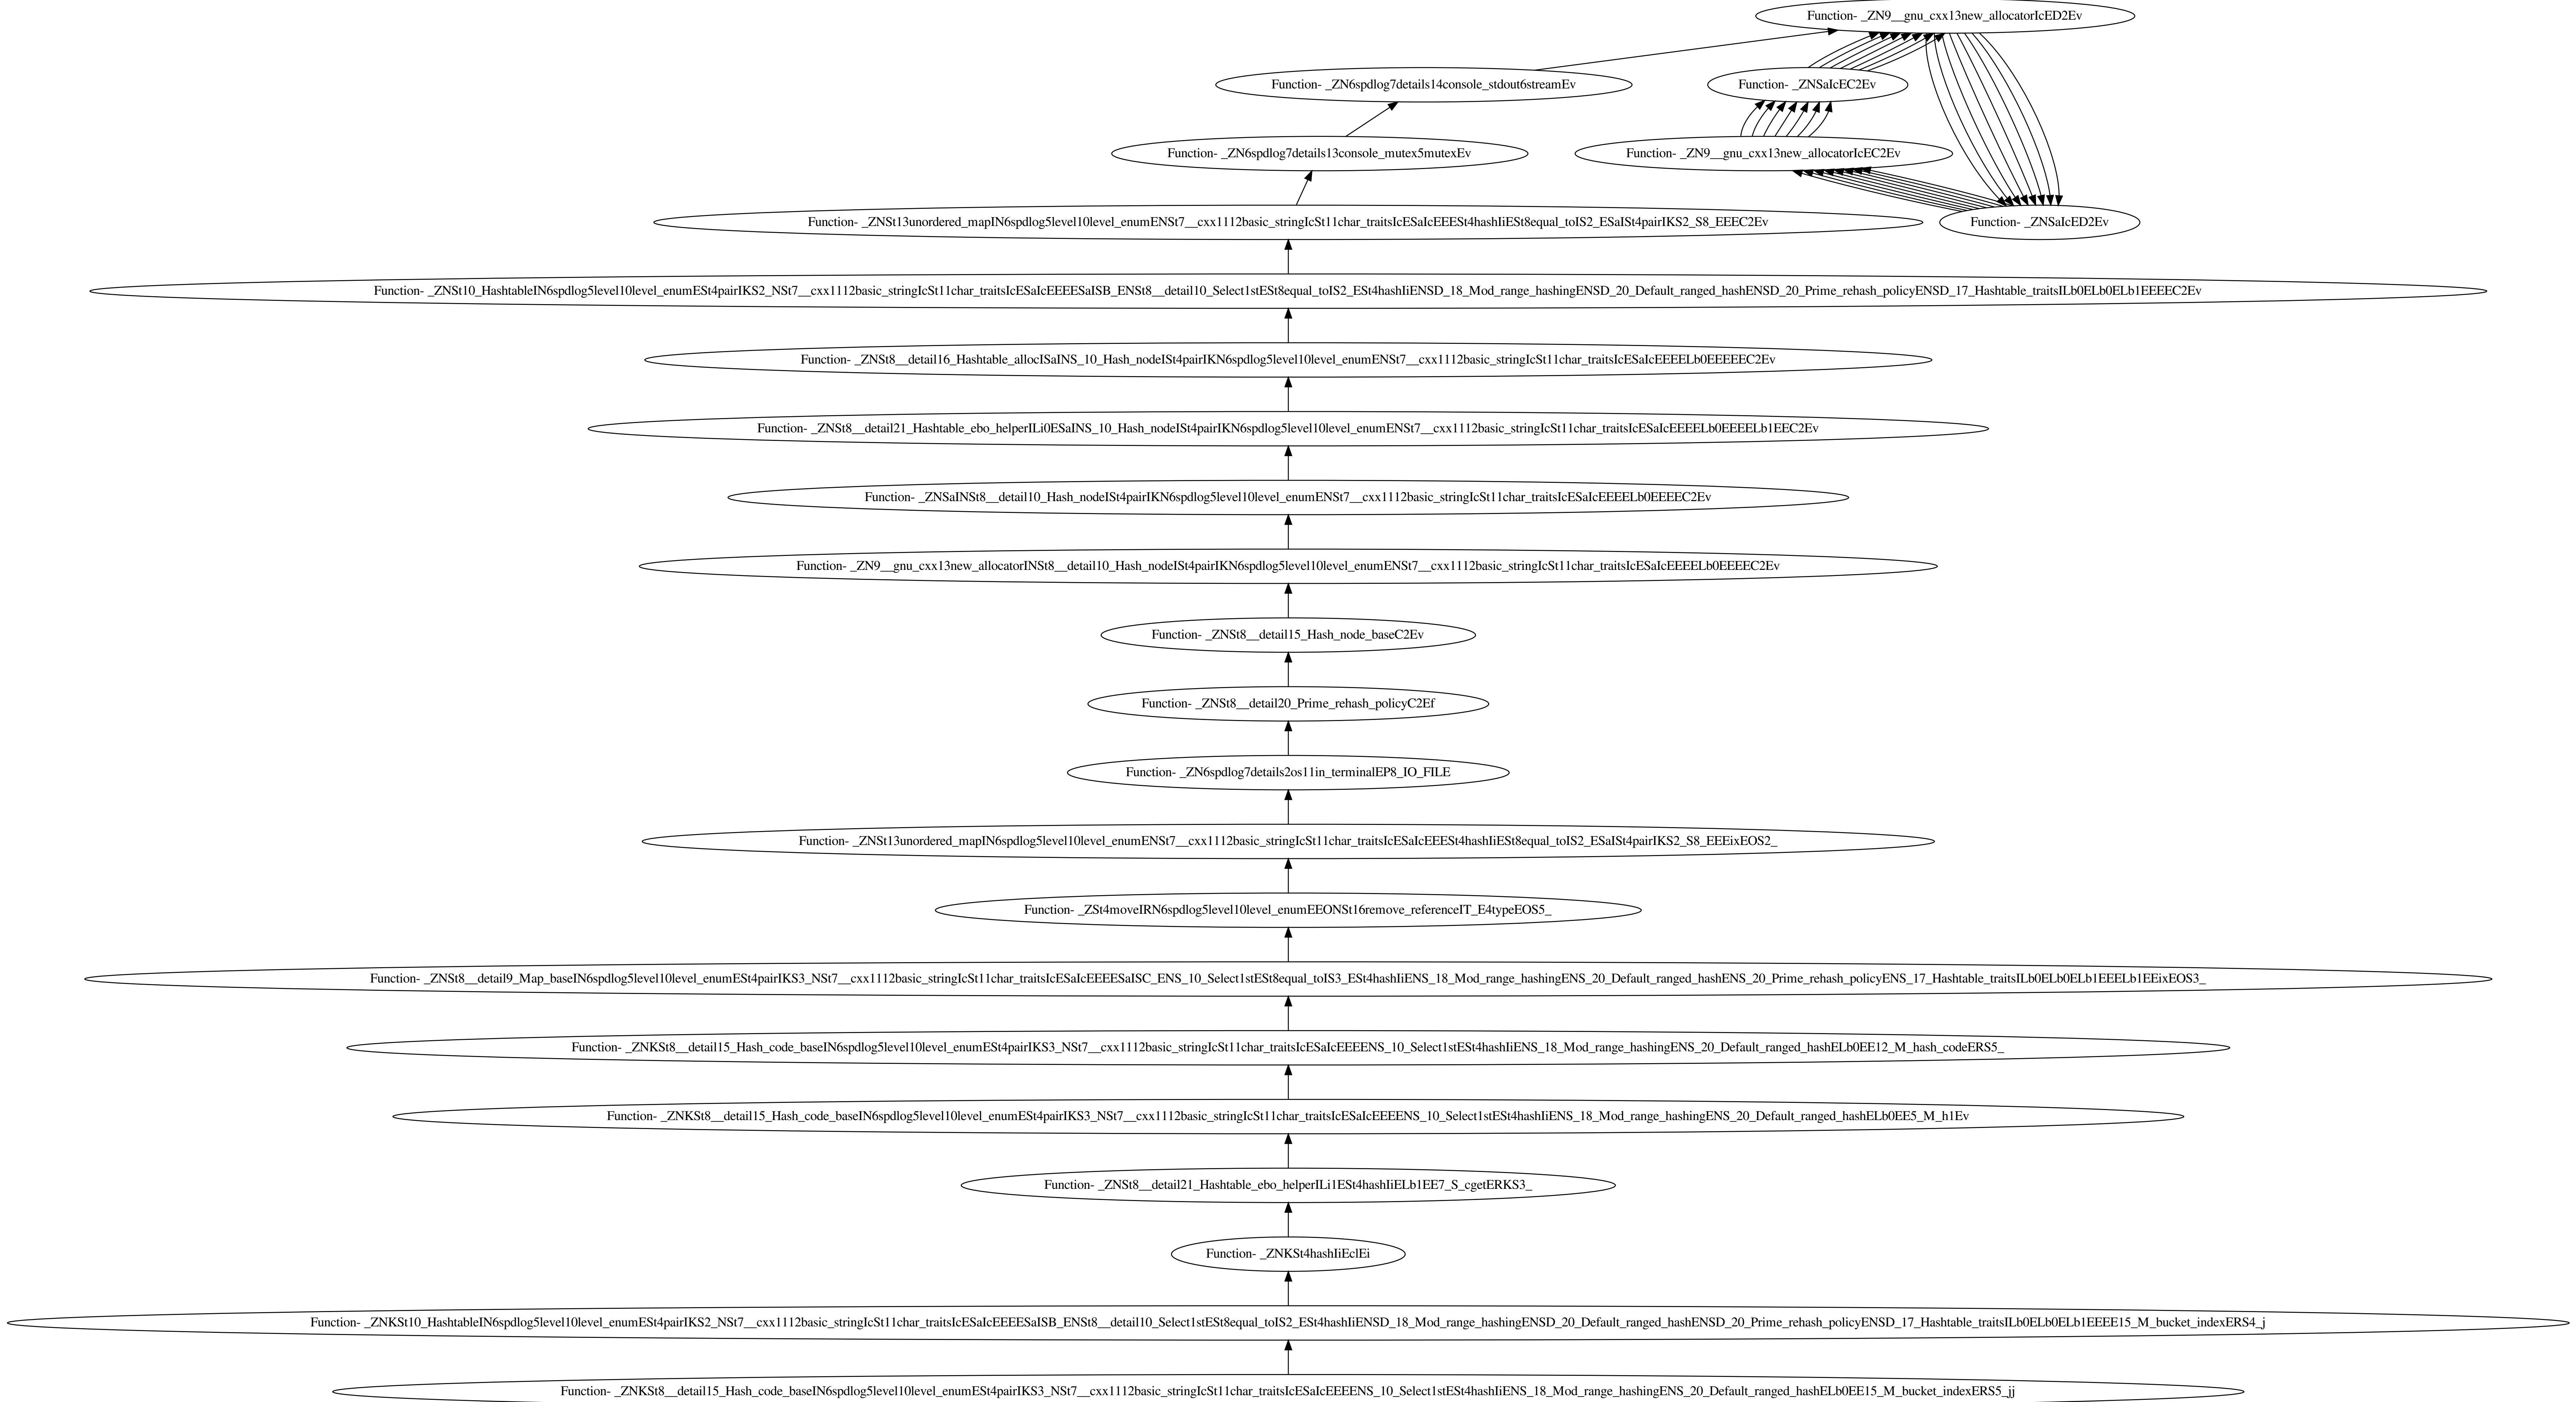 Function- _ZN9__gnu_cxx13new_allocatorIcED2Ev
Function- _ZN6spdlog7details14console_stdout6streamEv
Function- _ZNSaIcEC2Ev
Function- _ZN6spdlog7details13console_mutex5mutexEv
Function- _ZN9__gnu_cxx13new_allocatorIcEC2Ev
Function- _ZNSt13unordered_mapIN6spdlog5level10level_enumENSt7__cxx1112basic_stringIcSt11char_traitsIcESaIcEEESt4hashIiESt8equal_toIS2_ESaISt4pairIKS2_S8_EEEC2Ev
Function- _ZNSaIcED2Ev
Function- _ZNSt10_HashtableIN6spdlog5level10level_enumESt4pairIKS2_NSt7__cxx1112basic_stringIcSt11char_traitsIcESaIcEEEESaISB_ENSt8__detail10_Select1stESt8equal_toIS2_ESt4hashIiENSD_18_Mod_range_hashingENSD_20_Default_ranged_hashENSD_20_Prime_rehash_policyENSD_17_Hashtable_traitsILb0ELb0ELb1EEEEC2Ev
Function- _ZNSt8__detail16_Hashtable_allocISaINS_10_Hash_nodeISt4pairIKN6spdlog5level10level_enumENSt7__cxx1112basic_stringIcSt11char_traitsIcESaIcEEEELb0EEEEEC2Ev
Function- _ZNSt8__detail21_Hashtable_ebo_helperILi0ESaINS_10_Hash_nodeISt4pairIKN6spdlog5level10level_enumENSt7__cxx1112basic_stringIcSt11char_traitsIcESaIcEEEELb0EEEELb1EEC2Ev
Function- _ZNSaINSt8__detail10_Hash_nodeISt4pairIKN6spdlog5level10level_enumENSt7__cxx1112basic_stringIcSt11char_traitsIcESaIcEEEELb0EEEEC2Ev
Function- _ZN9__gnu_cxx13new_allocatorINSt8__detail10_Hash_nodeISt4pairIKN6spdlog5level10level_enumENSt7__cxx1112basic_stringIcSt11char_traitsIcESaIcEEEELb0EEEEC2Ev
Function- _ZNSt8__detail15_Hash_node_baseC2Ev
Function- _ZNSt8__detail20_Prime_rehash_policyC2Ef
Function- _ZN6spdlog7details2os11in_terminalEP8_IO_FILE
Function- _ZNSt13unordered_mapIN6spdlog5level10level_enumENSt7__cxx1112basic_stringIcSt11char_traitsIcESaIcEEESt4hashIiESt8equal_toIS2_ESaISt4pairIKS2_S8_EEEixEOS2_
Function- _ZSt4moveIRN6spdlog5level10level_enumEEONSt16remove_referenceIT_E4typeEOS5_
Function- _ZNSt8__detail9_Map_baseIN6spdlog5level10level_enumESt4pairIKS3_NSt7__cxx1112basic_stringIcSt11char_traitsIcESaIcEEEESaISC_ENS_10_Select1stESt8equal_toIS3_ESt4hashIiENS_18_Mod_range_hashingENS_20_Default_ranged_hashENS_20_Prime_rehash_policyENS_17_Hashtable_traitsILb0ELb0ELb1EEELb1EEixEOS3_
Function- _ZNKSt8__detail15_Hash_code_baseIN6spdlog5level10level_enumESt4pairIKS3_NSt7__cxx1112basic_stringIcSt11char_traitsIcESaIcEEEENS_10_Select1stESt4hashIiENS_18_Mod_range_hashingENS_20_Default_ranged_hashELb0EE12_M_hash_codeERS5_
Function- _ZNKSt8__detail15_Hash_code_baseIN6spdlog5level10level_enumESt4pairIKS3_NSt7__cxx1112basic_stringIcSt11char_traitsIcESaIcEEEENS_10_Select1stESt4hashIiENS_18_Mod_range_hashingENS_20_Default_ranged_hashELb0EE5_M_h1Ev
Function- _ZNSt8__detail21_Hashtable_ebo_helperILi1ESt4hashIiELb1EE7_S_cgetERKS3_
Function- _ZNKSt4hashIiEclEi
Function- _ZNKSt10_HashtableIN6spdlog5level10level_enumESt4pairIKS2_NSt7__cxx1112basic_stringIcSt11char_traitsIcESaIcEEEESaISB_ENSt8__detail10_Select1stESt8equal_toIS2_ESt4hashIiENSD_18_Mod_range_hashingENSD_20_Default_ranged_hashENSD_20_Prime_rehash_policyENSD_17_Hashtable_traitsILb0ELb0ELb1EEEE15_M_bucket_indexERS4_j
Function- _ZNKSt8__detail15_Hash_code_baseIN6spdlog5level10level_enumESt4pairIKS3_NSt7__cxx1112basic_stringIcSt11char_traitsIcESaIcEEEENS_10_Select1stESt4hashIiENS_18_Mod_range_hashingENS_20_Default_ranged_hashELb0EE15_M_bucket_indexERS5_jj